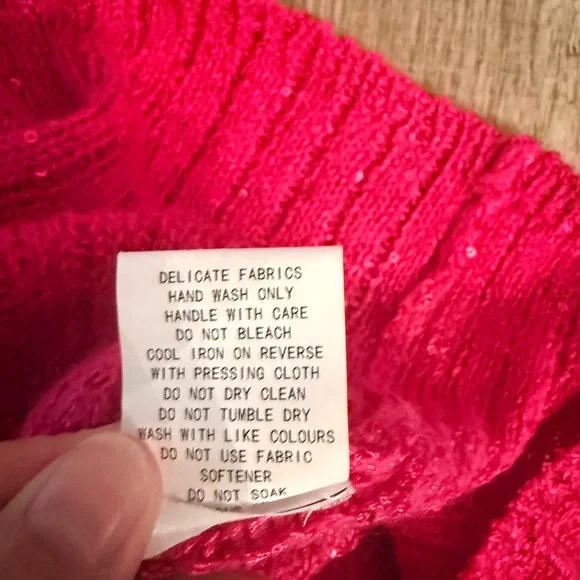 DELICATE FABRICS
HAND WASH ONLY
HANDLE WITH CARE
DO NOT BLEACH
COOL IRON ON REVERSE
WITH PRESSING CLOTH
DO NOT DRY CLEAN
DO NOT TUMBLE DRY
WASH WITH LIKE COLOURS
DO NOT USE FABRIC
SOFTENER
DO NOT SOAK